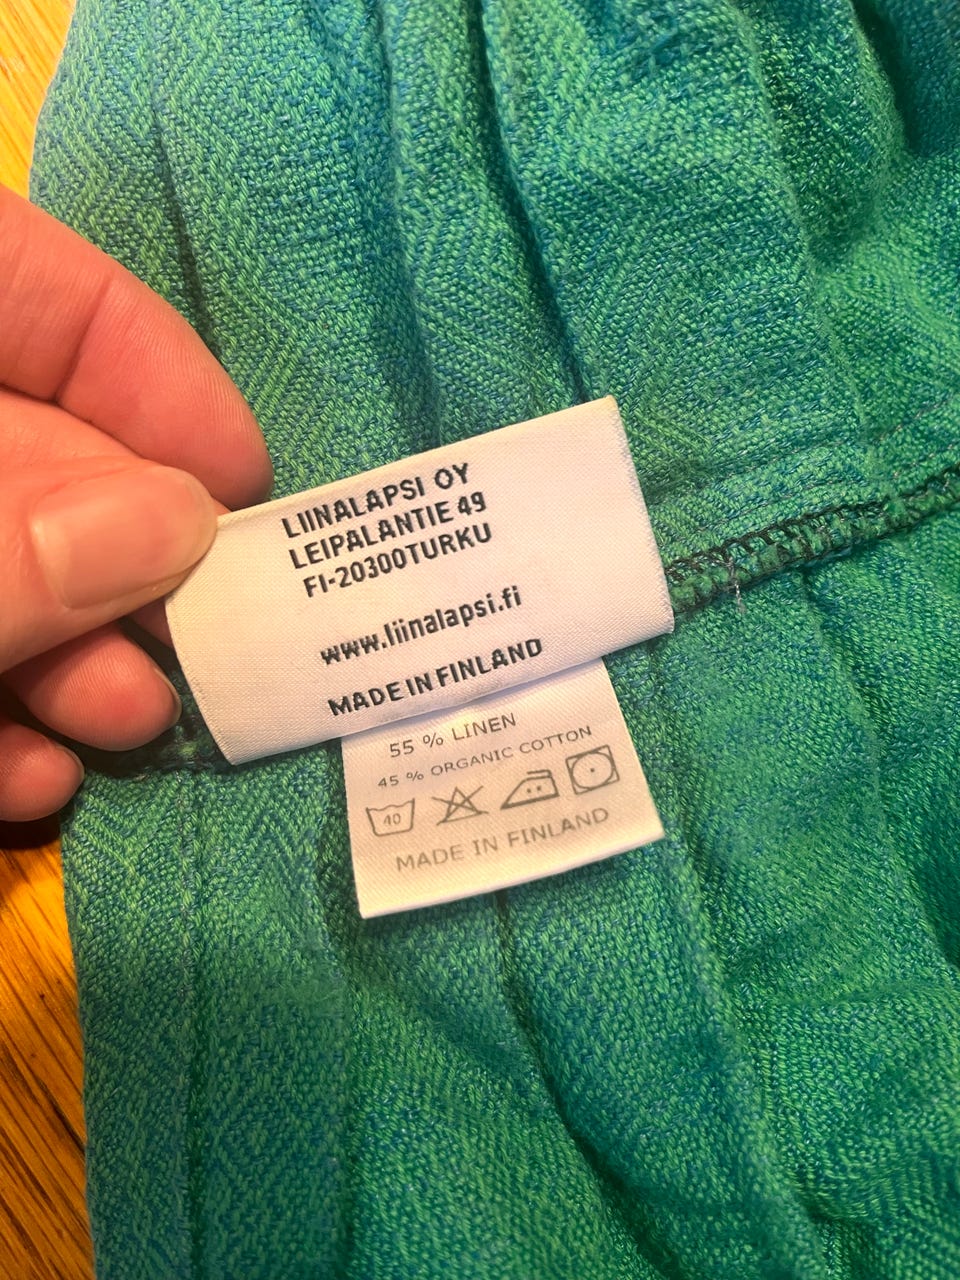 LIINALAPSI OY
LEIPALANTIE 49
FI-20300TURKU
www.liinalapsi.fi
MADE IN FINLAND
55 % LINEN
45 % ORGANIC COTTON
40
MADE IN FINLAND